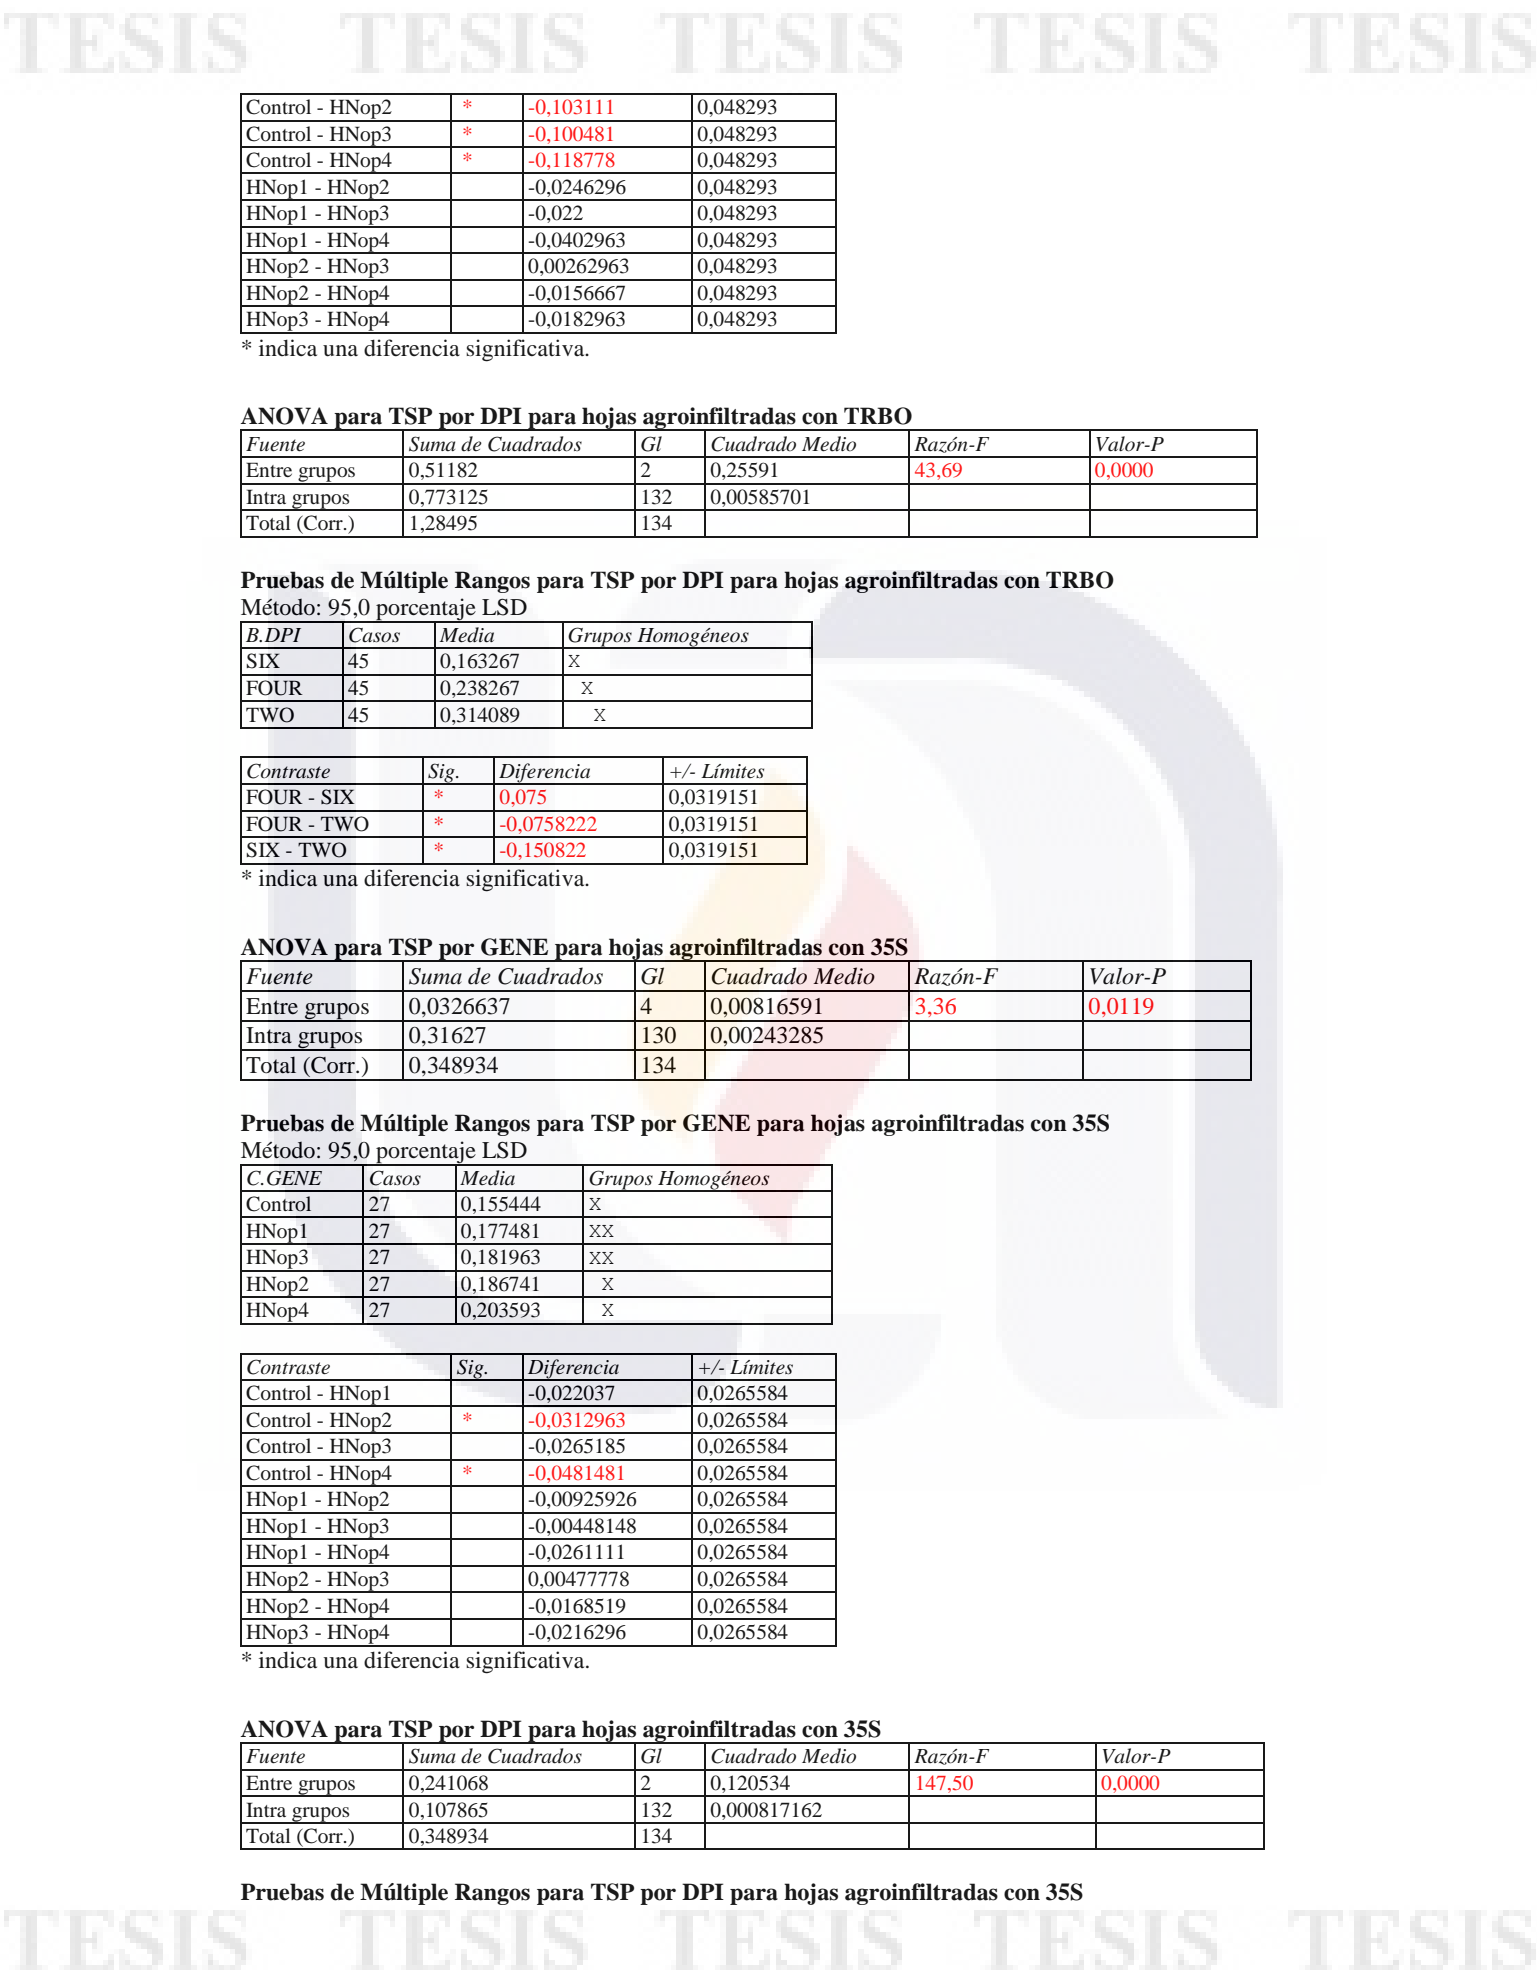 TESIS TESIS TESIS TESIS TESIS
Control - HNop2 * -0,103111 0,048293
Control - HNop3 * -0,100481 0,048293
Control - HNop4 * -0,118778 0,048293
HNop1 - HNop2 -0,0246296 0,048293
HNop1 - HNop3 -0,022 0,048293
HNop1 - HNop4 -0,0402963 0,048293
HNop2 - HNop3 0,00262963 0,048293
HNop2 - HNop4 -0,0156667 0,048293
HNop3 - HNop4 -0,0182963 0,048293
* indica una diferencia significativa.
ANOVA para TSP por DPI para hojas agroinfiltradas con TRBO
Fuente Suma de Cuadrados Gl Cuadrado Medio Razón-F Valor-P
Entre grupos 0,51182 2 0,25591 43,69 0,0000
Intra grupos 0,773125 132 0,00585701
Total (Corr.) 1,28495 134
Pruebas de Múltiple Rangos para TSP por DPI para hojas agroinfiltradas con TRBO
Método: 95,0 porcentaje LSD
B.DPI Casos Media Grupos Homogéneos
SIX 45 0,163267 X
FOUR 45 0,238267 X
TWO 45 0,314089 X
Contraste Sig. Diferencia +/- Límites
FOUR - SIX * 0,075 0,0319151
FOUR - TWO * -0,0758222 0,0319151
SIX - TWO * -0,150822 0,0319151
* indica una diferencia significativa.
ANOVA para TSP por GENE para hojas agroinfiltradas con 35S
Fuente Suma de Cuadrados Gl Cuadrado Medio Razón-F Valor-P
Entre grupos 0,0326637 4 0,00816591 3,36 0,0119
Intra grupos 0,31627 130 0,00243285
Total (Corr.) 0,348934 134
Pruebas de Múltiple Rangos para TSP por GENE para hojas agroinfiltradas con 35S
Método: 95,0 porcentaje LSD
C.GENE Casos Media Grupos Homogéneos
Control 27 0,155444 X
HNop1 27 0,177481 XX
HNop3 27 0,181963 XX
HNop2 27 0,186741 X
HNop4 27 0,203593 X
Contraste Sig. Diferencia +/- Límites
Control - HNop1 -0,022037 0,0265584
Control - HNop2 * -0,0312963 0,0265584
Control - HNop3 -0,0265185 0,0265584
Control - HNop4 * -0,0481481 0,0265584
HNop1 - HNop2 -0,00925926 0,0265584
HNop1 - HNop3 -0,00448148 0,0265584
HNop1 - HNop4 -0,0261111 0,0265584
HNop2 - HNop3 0,00477778 0,0265584
HNop2 - HNop4 -0,0168519 0,0265584
HNop3 - HNop4 -0,0216296 0,0265584
* indica una diferencia significativa.
ANOVA para TSP por DPI para hojas agroinfiltradas con 35S
Fuente Suma de Cuadrados Gl Cuadrado Medio Razón-F Valor-P
Entre grupos 0,241068 2 0,120534 147,50 0,0000
Intra grupos 0,107865 132 0,000817162
Total (Corr.) 0,348934 134
Pruebas de Múltiple Rangos para TSP por DPI para hojas agroinfiltradas con 35S
TESIS TESIS TESIS TESIS TESIS